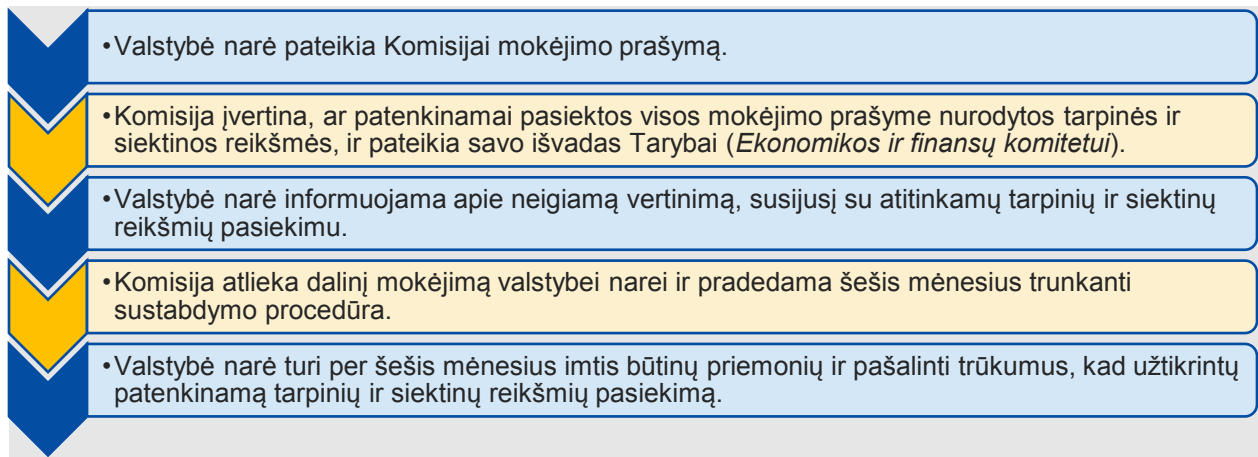 •Valstybė narė pateikia Komisijai mokėjimo prašymą.
•Komisija įvertina, ar patenkinamai pasiektos visos mokėjimo prašyme nurodytos tarpinės ir
siektinos reikšmės, ir pateikia savo išvadas Tarybai (Ekonomikos ir finansų komitetui).
•Valstybė narė informuojama apie neigiamą vertinimą, susijusį su atitinkamų tarpinių ir siektinų
reikšmių pasiekimu.
•Komisija atlieka dalinį mokėjimą valstybei narei ir pradedama šešis mėnesius trunkanti
sustabdymo procedūra.
•Valstybė narė turi per šešis mėnesius imtis būtinų priemonių ir pašalinti trūkumus, kad užtikrintų
patenkinamą tarpinių ir siektinų reikšmių pasiekimą.